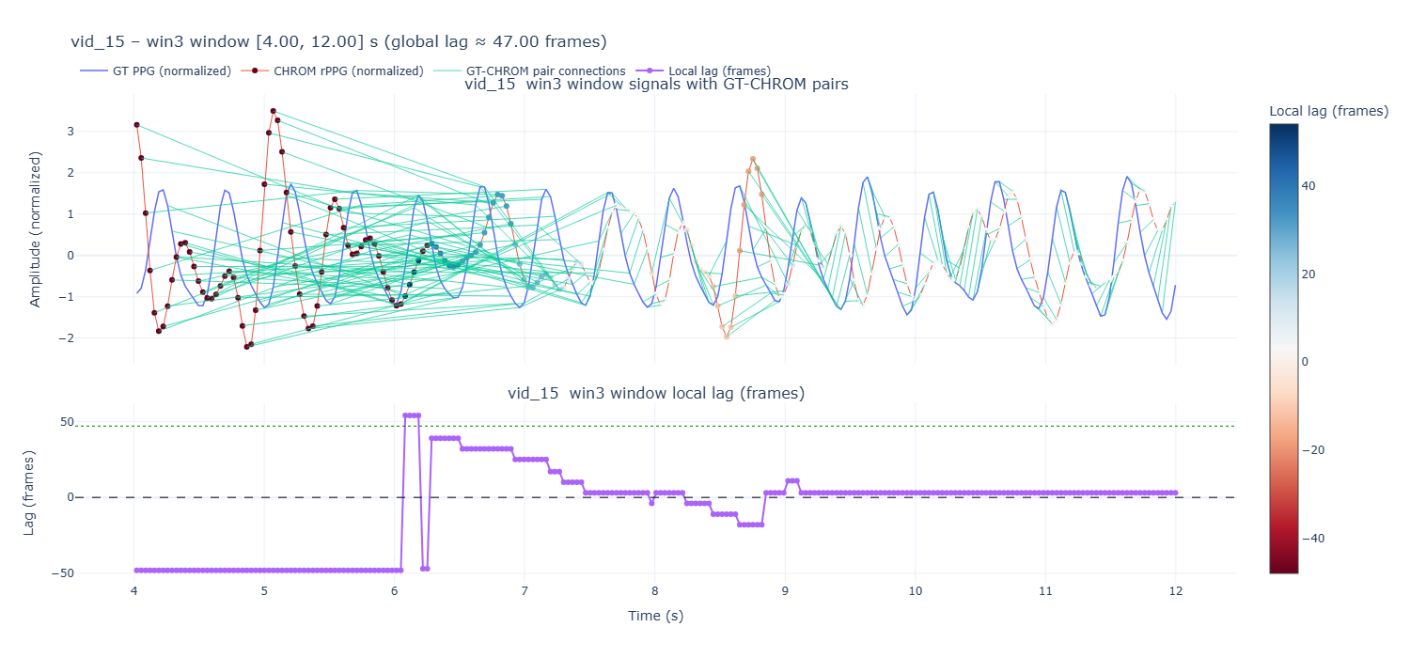 vid_15 – win3 window [4.00, 12.00] s (global lag ≈ 47.00 frames)
GT PPG (normalized) CHROM rPPG (normalized) GT-CHROM pair connections Local lag (frames)
vid_15 win3 window signals with GT-CHROM pairs
Local lag (frames)
Amplitude (normalized)
3
2
1
0
−1
−2
40
20
0
−20
−40
vid_15 win3 window local lag (frames)
Lag (frames)
50
0
−50
4 5 6 7 8 9 10 11 12
Time (s)